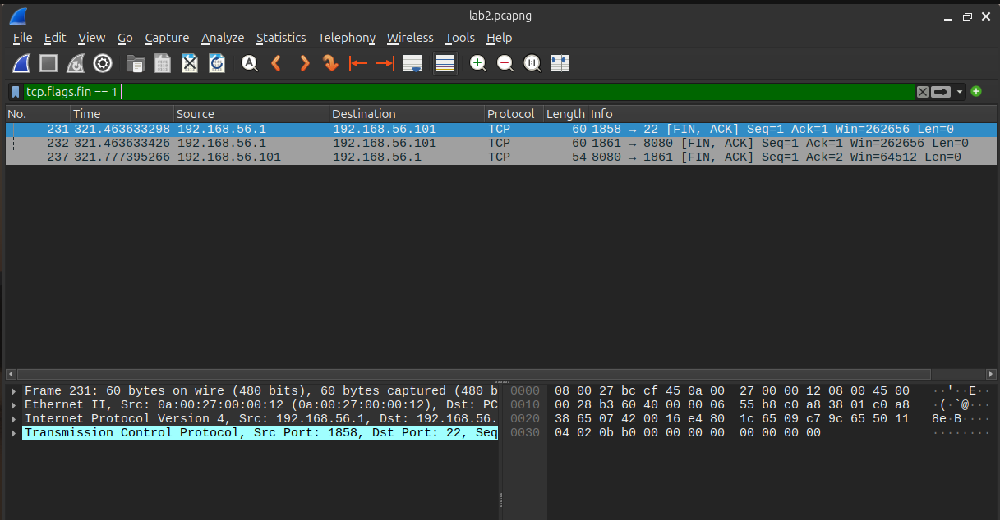 lab2.pcapng
File Edit View Go Capture Analyze Statistics Telephony Wireless Tools Help
tcp.flags.fin == 1
No. Time Source Destination Protocol Length Info
231 321.463633298 192.168.56.1 192.168.56.101 TCP 60 1858 → 22 [FIN, ACK] Seq=1 Ack=1 Win=262656 Len=0
232 321.463633426 192.168.56.1 192.168.56.101 TCP 60 1861 → 8080 [FIN, ACK] Seq=1 Ack=1 Win=262656 Len=0
237 321.777395266 192.168.56.101 192.168.56.1 TCP 54 8080 → 1861 [FIN, ACK] Seq=1 Ack=2 Win=64512 Len=0
Frame 231: 60 bytes on wire (480 bits), 60 bytes captured (480 b
Ethernet II, Src: 0a:00:27:00:00:12 (0a:00:27:00:00:12), Dst: PC
Internet Protocol Version 4, Src: 192.168.56.1, Dst: 192.168.56.
Transmission Control Protocol, Src Port: 1858, Dst Port: 22, Seq
0000 08 00 27 bc cf 45 0a 00 27 00 00 12 08 00 45 00 ··'··E··
0010 00 28 b3 60 40 00 80 06 55 b8 c0 a8 38 01 c0 a8 ·(·`@···
0020 38 65 07 42 00 16 e4 80 1c 65 09 c7 9c 65 50 11 8e·B····
0030 04 02 0b b0 00 00 00 00 00 00 00 00 ········